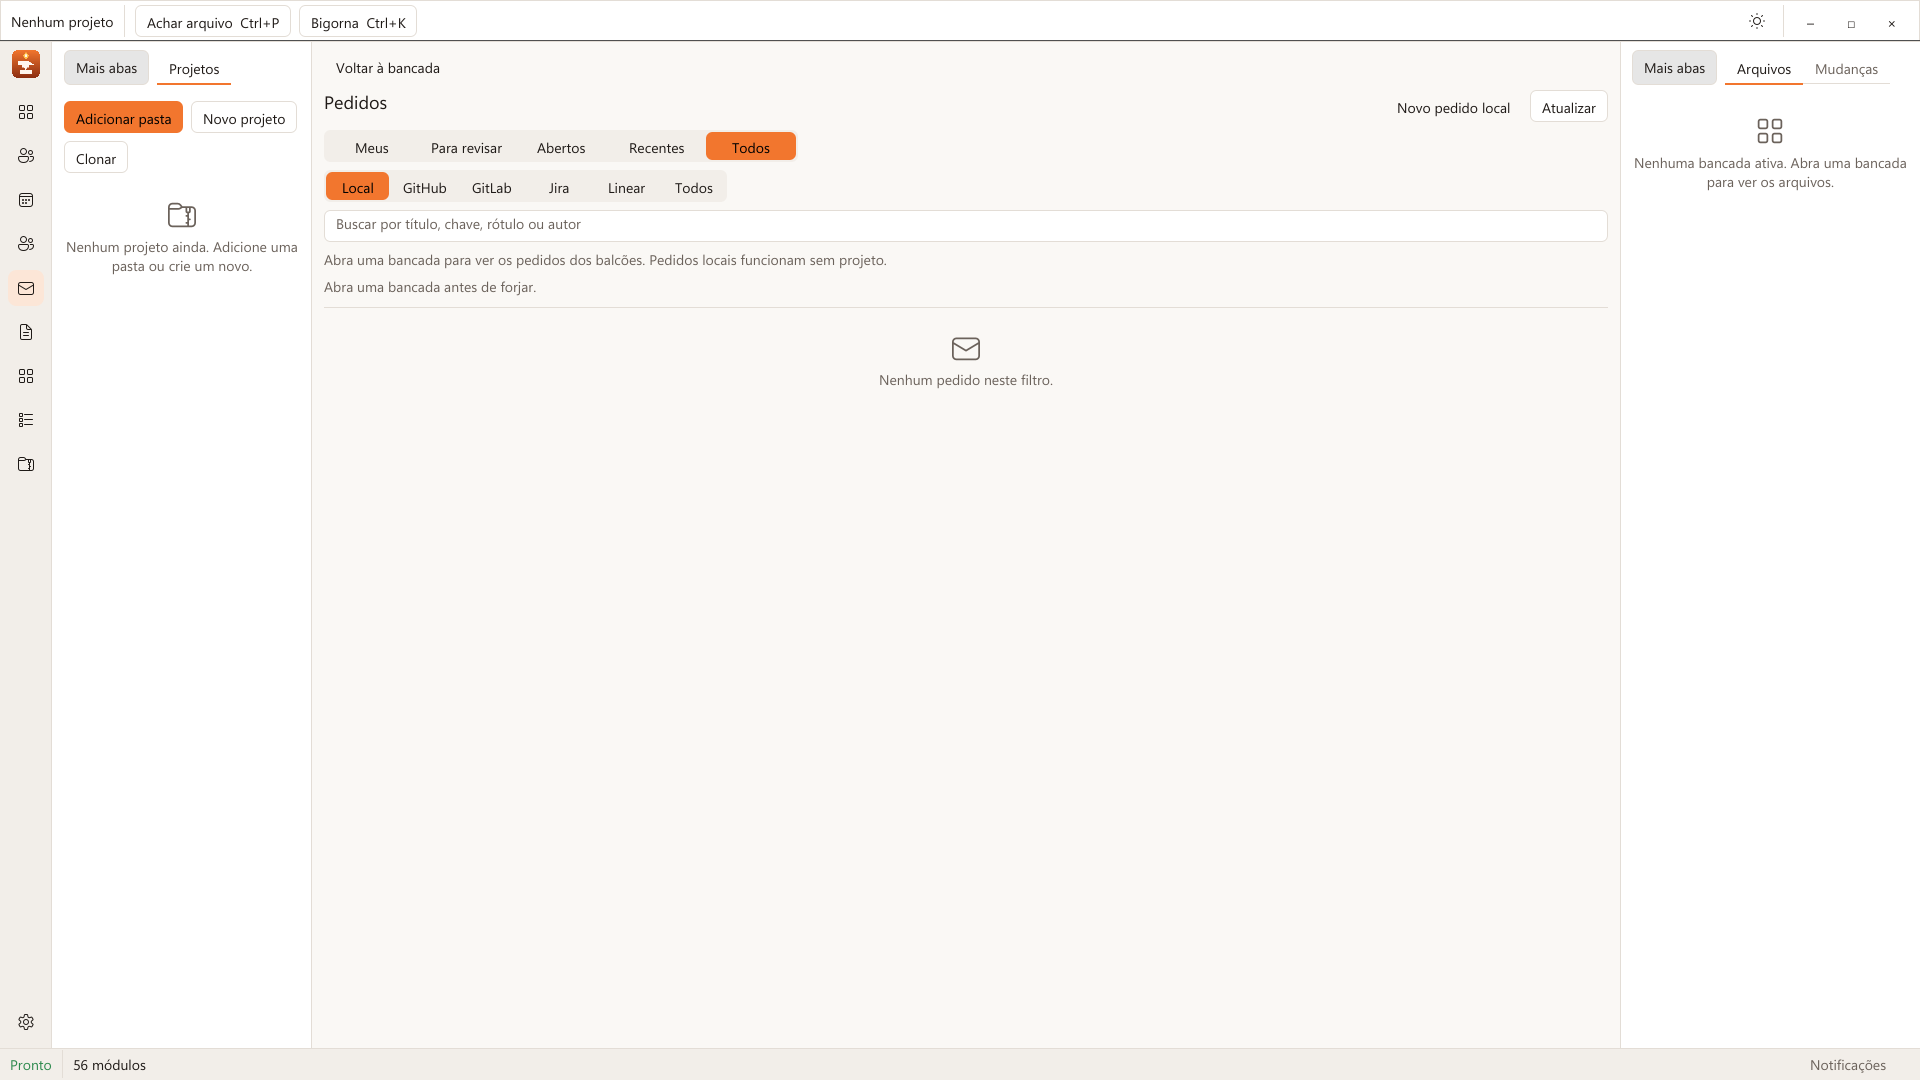 Nenhum projeto
Achar arquivo Ctrl+P
Bigorna Ctrl+K
Mais abas
Projetos
Adicionar pasta
Novo projeto
Clonar
Nenhum projeto ainda. Adicione uma
pasta ou crie um novo.
Voltar à bancada
Pedidos
Novo pedido local
Atualizar
Meus
Para revisar
Abertos
Recentes
Todos
Local
GitHub
GitLab
Jira
Linear
Todos
Buscar por título, chave, rótulo ou autor
Abra uma bancada para ver os pedidos dos balcões. Pedidos locais funcionam sem projeto.
Abra uma bancada antes de forjar.
Nenhum pedido neste filtro.
Mais abas
Arquivos
Mudanças
Nenhuma bancada ativa. Abra uma bancada
para ver os arquivos.
Pronto
56 módulos
Notificações